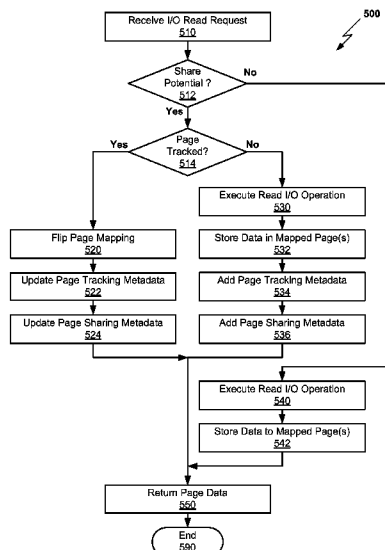 500
Receive I/O Read Request
510
Share
Potential ?
512
No
Yes
Page
Tracked?
514
Yes
No
Execute Read I/O Operation
530
Flip Page Mapping
520
Store Data in Mapped Page(s)
532
Update Page Tracking Metadata
522
Add Page Tracking Metadata
534
Update Page Sharing Metadata
524
Add Page Sharing Metadata
536
Execute Read I/O Operation
540
Store Data to Mapped Page(s)
542
Return Page Data
550
End
590